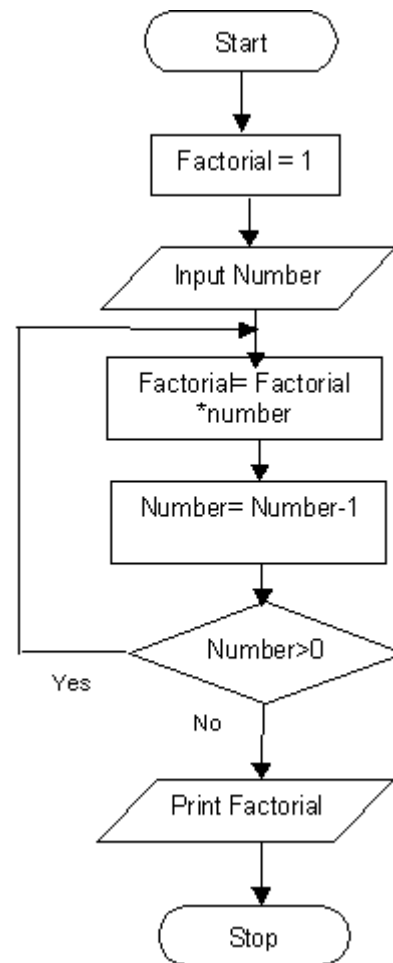 Start
Factorial = 1
Input Number
Factorial= Factorial
*number
Number= Number-1
Number>0
Yes
No
Print Factorial
Stop